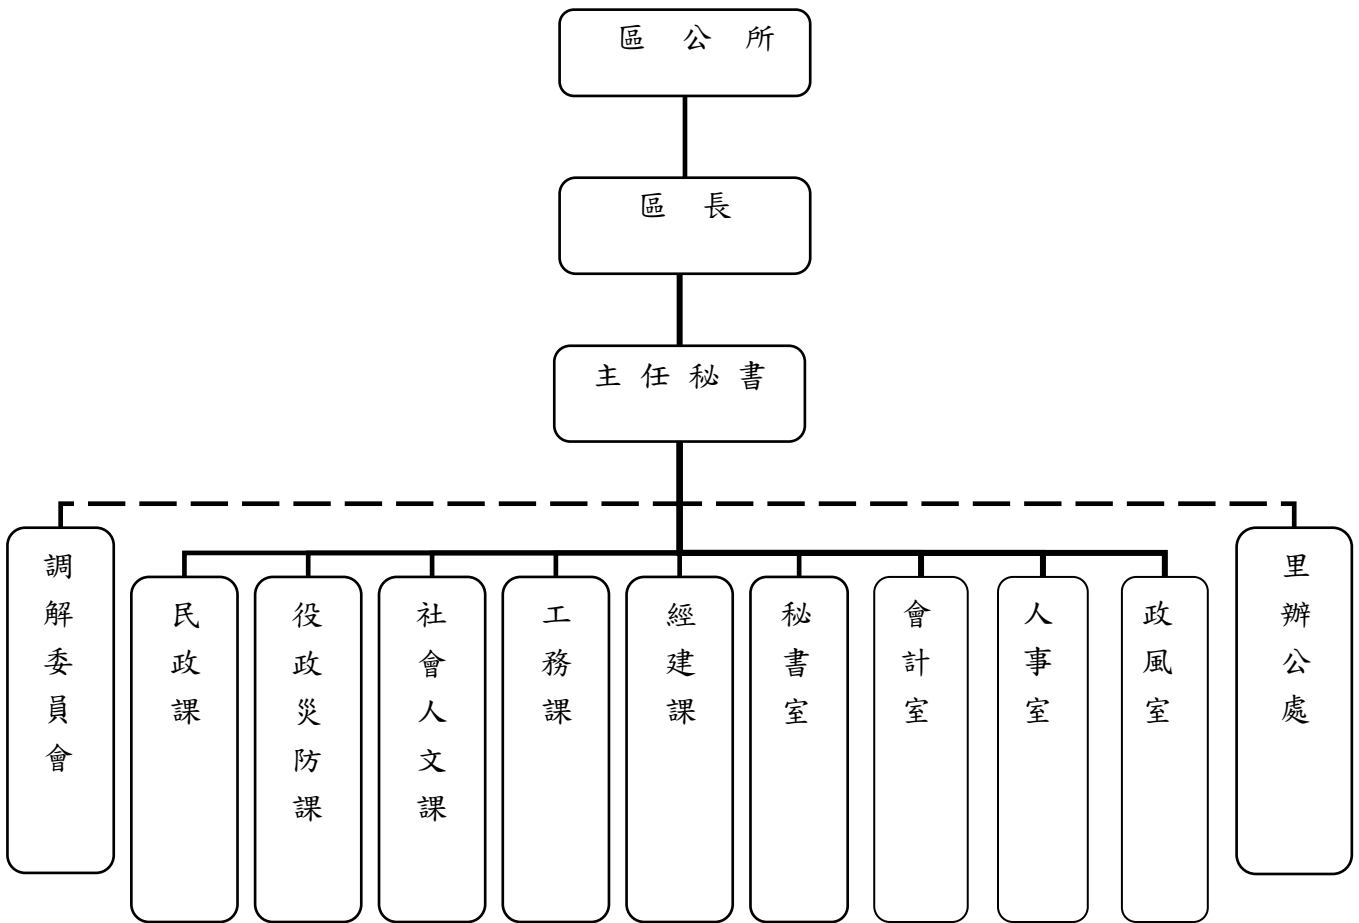 區公所
區長
主任秘書
調解委員會
民政課
役政災防課
社會人文課
工務課
經建課
秘書室
會計室
人事室
政風室
里辦公處